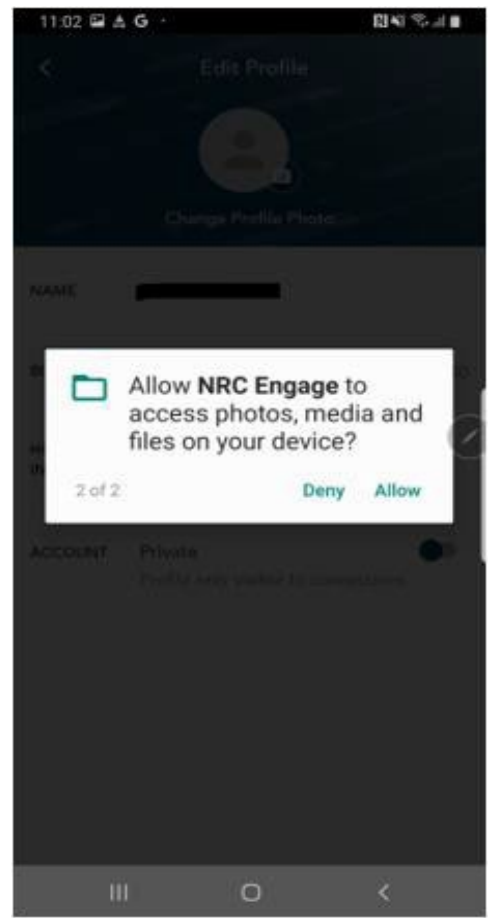 11:02 G
Edit Profile
Change Profile Photo
NAME
Allow NRC Engage to
access photos, media and
files on your device?
2 of 2 Deny Allow
ACCOUNT Private
Profile only visible to connections